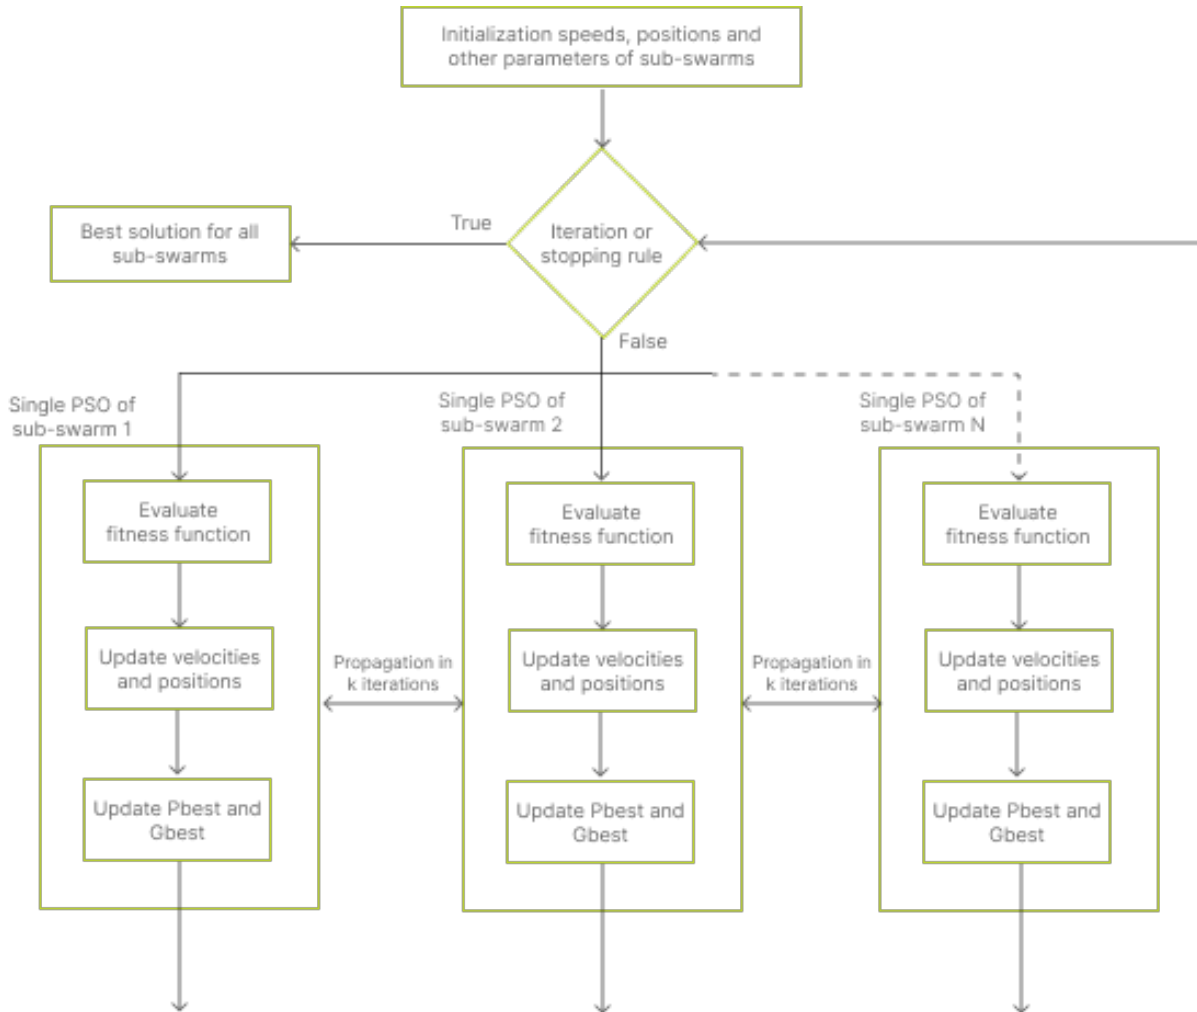 Initialization speeds, positions and
other parameters of sub-swarms
True
Best solution for all
sub-swarms
Iteration or
stopping rule
False
Single PSO of
sub-swarm 1
Single PSO of
sub-swarm 2
Single PSO of
sub-swarm N
Evaluate
fitness function
Evaluate
fitness function
Evaluate
fitness function
Update velocities
and positions
Propagation in
k iterations
Update velocities
and positions
Propagation in
k iterations
Update velocities
and positions
Update Pbest and
Gbest
Update Pbest and
Gbest
Update Pbest and
Gbest